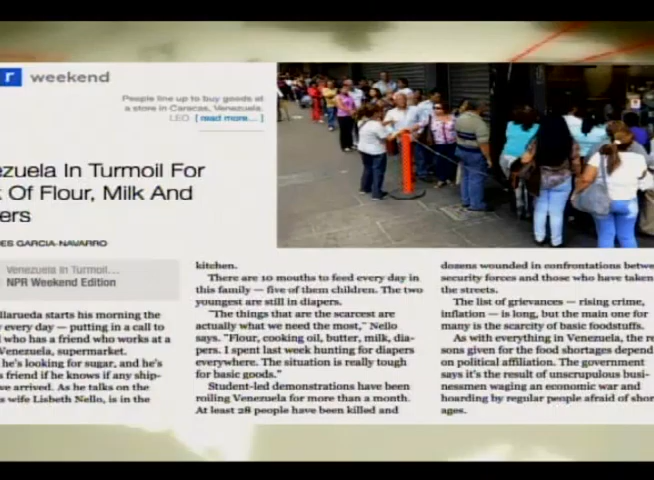 r weekend
People line up to buy goods at
a store in Caracas, Venezuela.
LEO [ read more... ]
ezuela In Turmoil For
k Of Flour, Milk And
ers
ES GARCIA-NAVARRO
Venezuela In Turmoil...
NPR Weekend Edition
llarueda starts his morning the
y every day — putting in a call to
d who has a friend who works at a
Venezuela, supermarket.
he's looking for sugar, and he's
s friend if he knows if any ship-
ve arrived. As he talks on the
s wife Lisbeth Nello, is in the
kitchen.
There are 10 mouths to feed every day in
this family — five of them children. The two
youngest are still in diapers.
"The things that are the scarcest are
actually what we need the most," Nello
says. "Flour, cooking oil, butter, milk, dia-
pers. I spent last week hunting for diapers
everywhere. The situation is really tough
for basic goods."
Student-led demonstrations have been
roiling Venezuela for more than a month.
At least 28 people have been killed and
dozens wounded in confrontations betwe
security forces and those who have taken
the streets.
The list of grievances — rising crime,
inflation — is long, but the main one for
many is the scarcity of basic foodstuffs.
As with everything in Venezuela, the re
sons given for the food shortages depend
on political affiliation. The government
says it's the result of unscrupulous busi-
nessmen waging an economic war and
hoarding by regular people afraid of shor
ages.